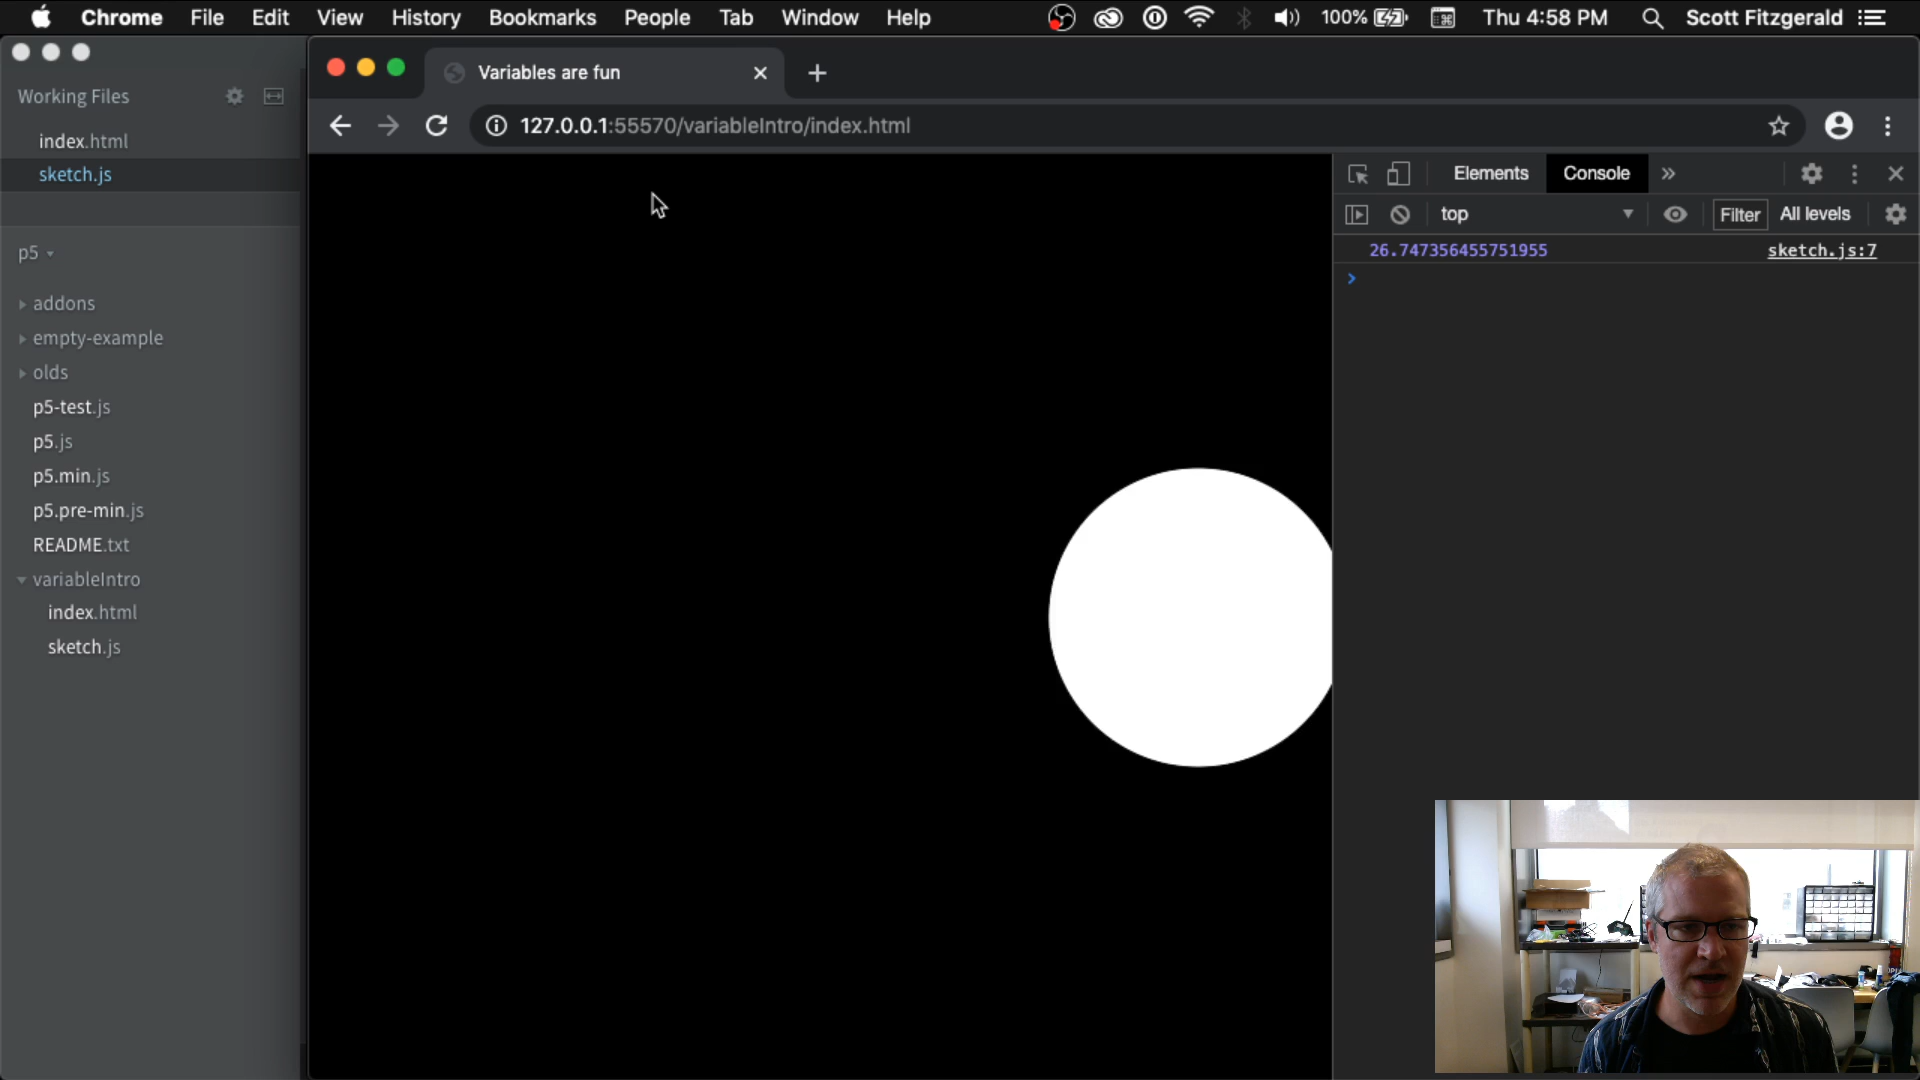 Chrome File Edit View History Bookmarks People Tab Window Help 100% Thu 4:58 PM Scott Fitzgerald
Working Files
index.html
sketch.js
p5
addons
empty-example
olds
p5-test.js
p5.js
p5.min.js
p5.pre-min.js
README.txt
variableIntro
index.html
sketch.js
Variables are fun
127.0.0.1:55570/variableIntro/index.html
Elements Console »
top Filter All levels
26.747356455751955 sketch.js:7